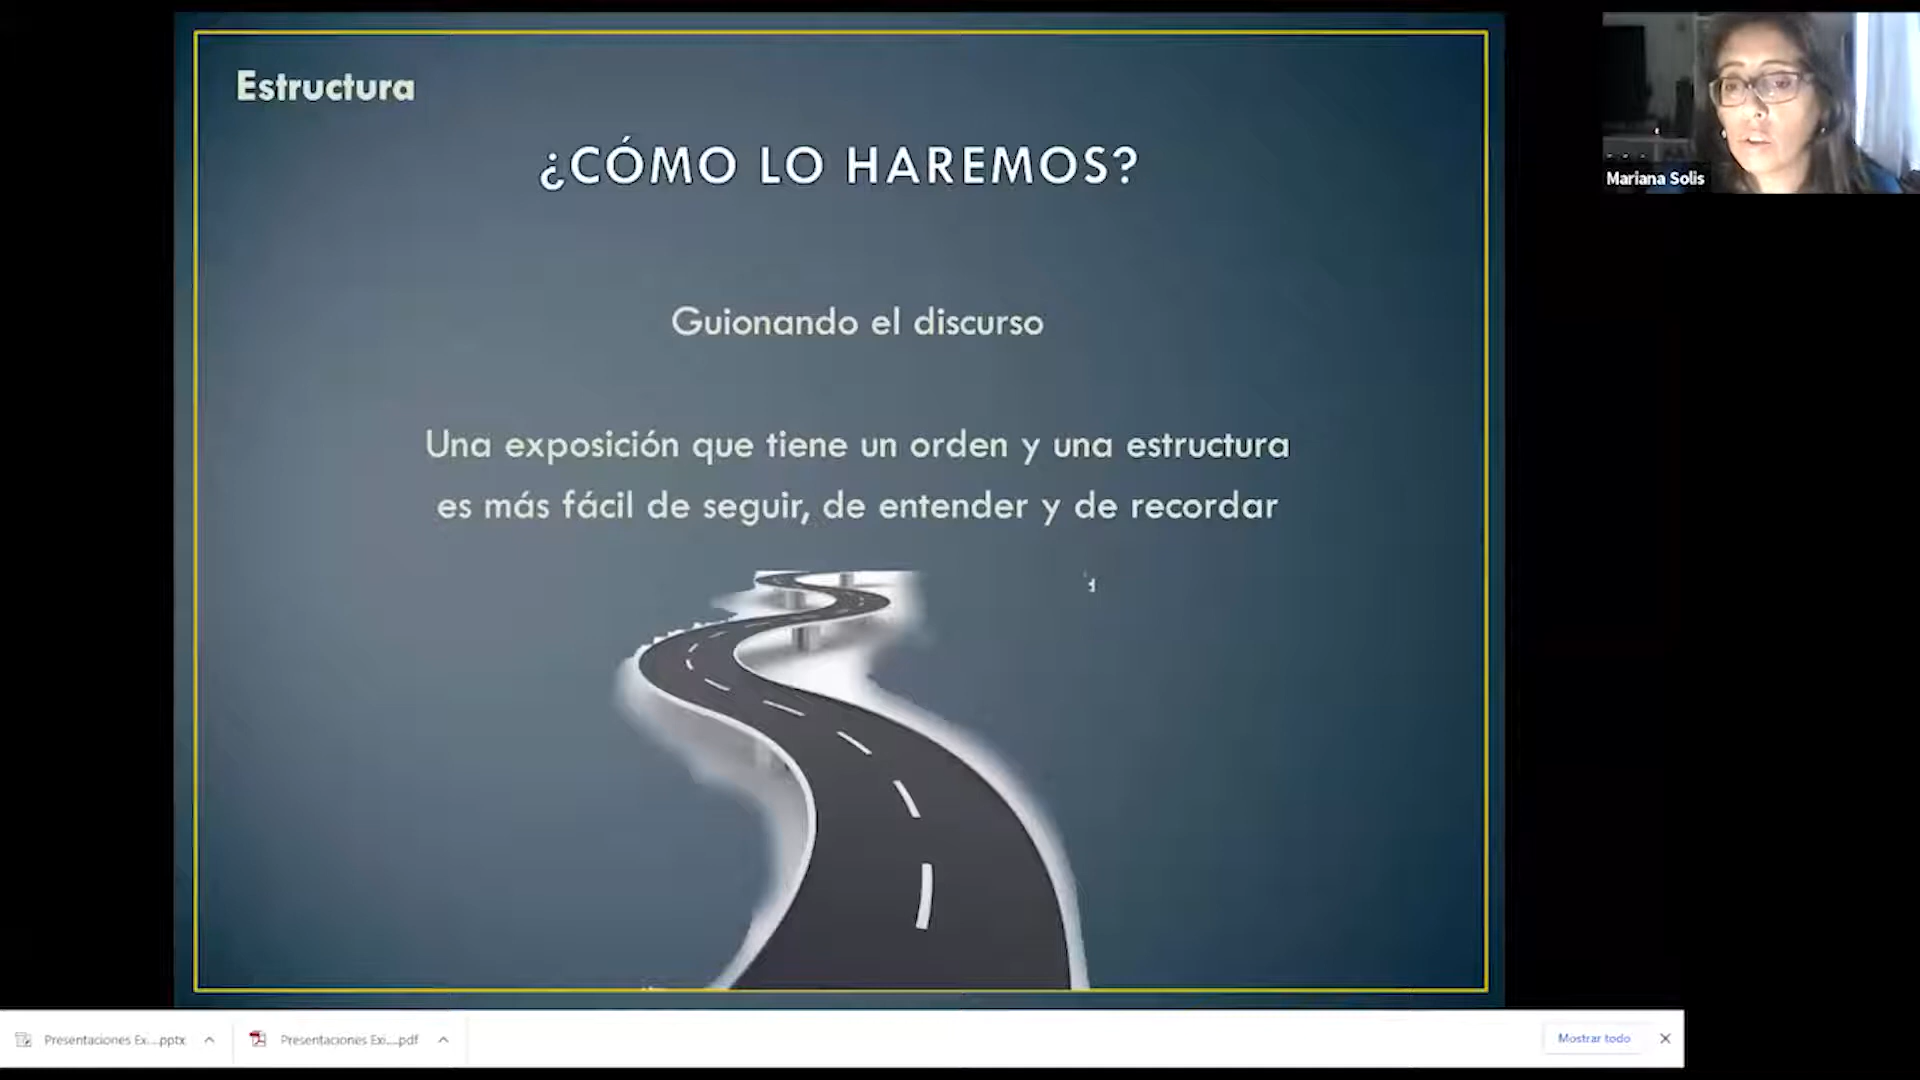 Estructura
¿CÓMO LO HAREMOS?
Guionando el discurso
Una exposición que tiene un orden y una estructura
es más fácil de seguir, de entender y de recordar
Mariana Solis
Presentaciones Ex....pptx
Presentaciones Exi....pdf
Mostrar todo